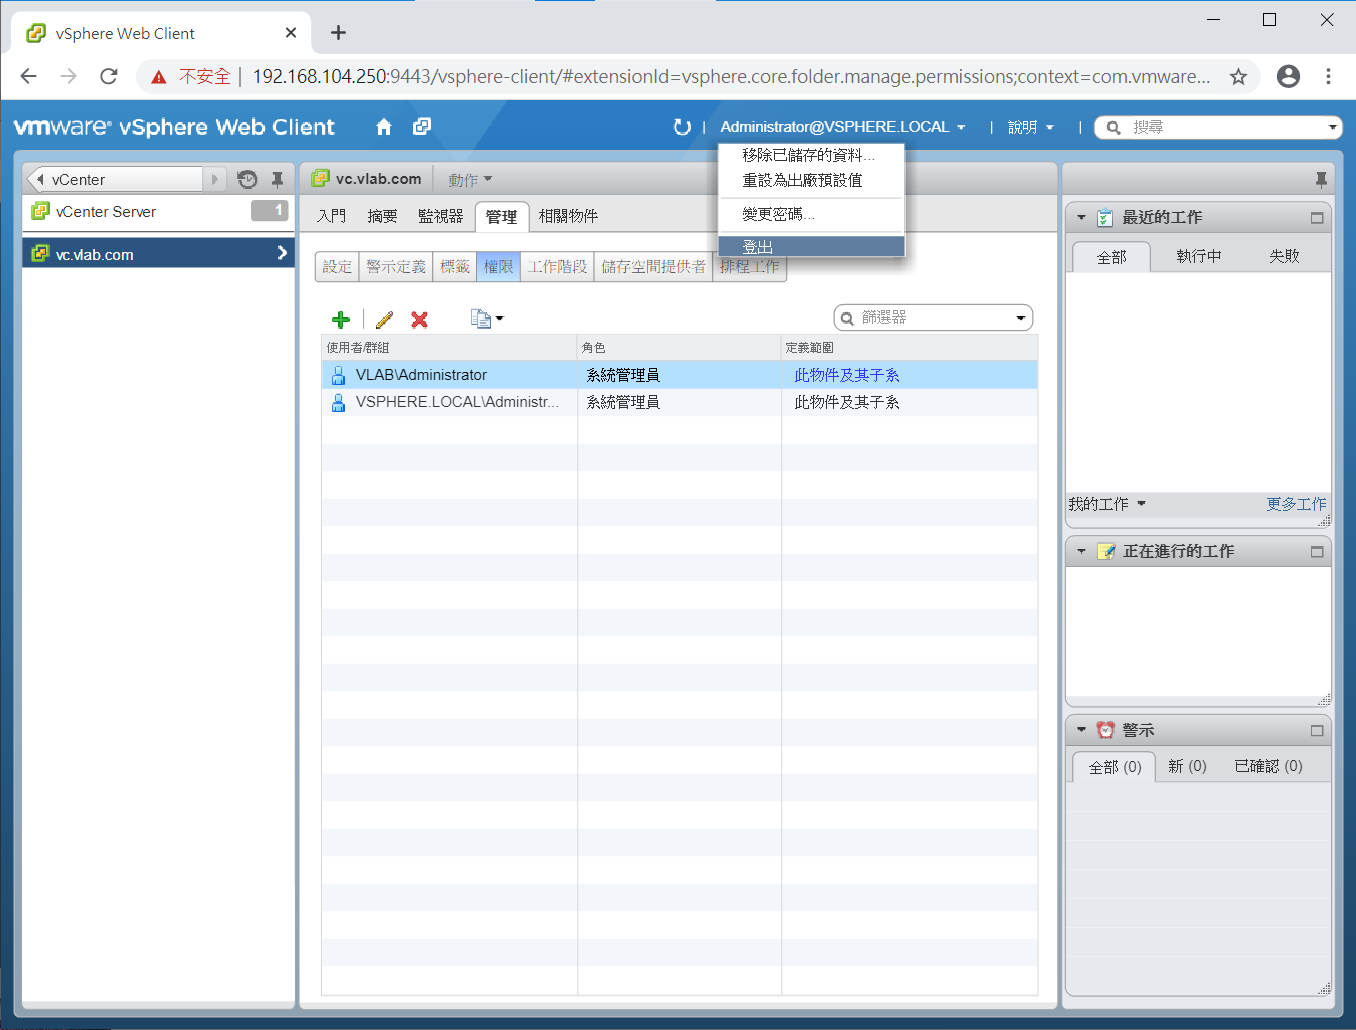 vSphere Web Client
不安全 192.168.104.250:9443/vsphere-client/#extensionId=vsphere.core.folder.manage.permissions;context=com.vmware...
vmware® vSphere Web Client
Administrator@VSPHERE.LOCAL
說明
搜尋
移除已儲存的資料...
重設為出廠預設值
變更密碼...
登出
vCenter
vCenter Server 1
vc.vlab.com
vc.vlab.com 動作
入門 摘要 監視器 管理 相關物件
設定 警示定義 標籤 權限 工作階段 儲存空間提供者 排程工作
篩選器
使用者/群組 角色 定義範圍
VLAB\Administrator 系統管理員 此物件及其子系
VSPHERE.LOCAL\Administr... 系統管理員 此物件及其子系
最近的工作
全部 執行中 失敗
我的工作 更多工作
正在進行的工作
警示
全部 (0) 新 (0) 已確認 (0)